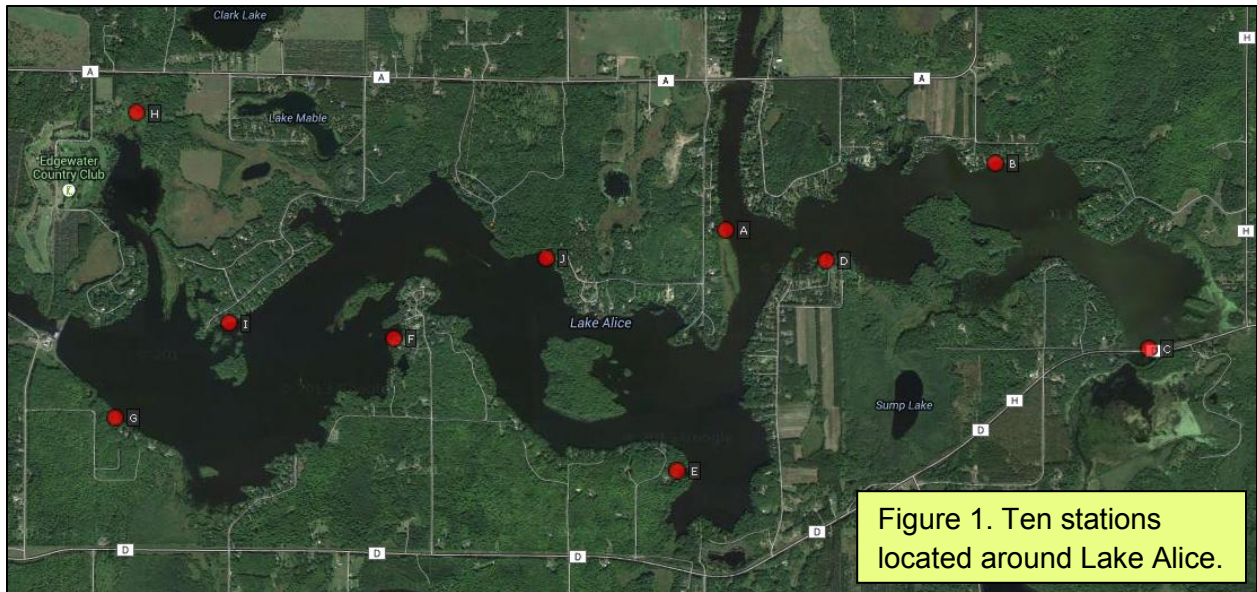 Clark Lake
H
A
A
A
A
H
Lake Mable
Edgewater
Country Club
B
A
H
J
D
Lake Alice
I
F
C
Sump Lake
H
G
D
E
D
D
D
D
Figure 1. Ten stations
located around Lake Alice.